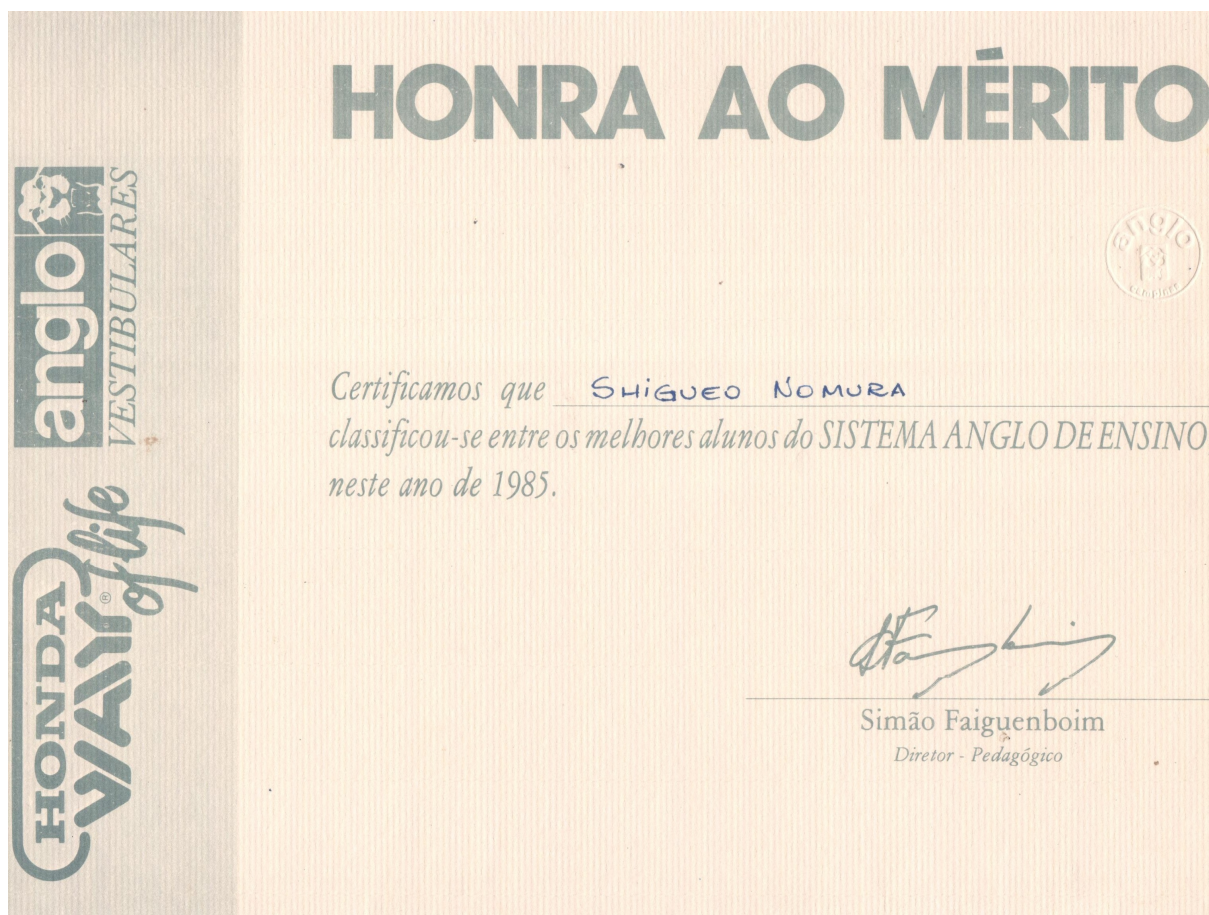 HONRA AO MÉRITO
anglo
VESTIBULARES
HONDA
WAY® of life
anglo
campinas
Certificamos que SHIGUEO NOMURA
classificou-se entre os melhores alunos do SISTEMA ANGLO DE ENSINO
neste ano de 1985.
Simão Faiguenboim
Diretor - Pedagógico